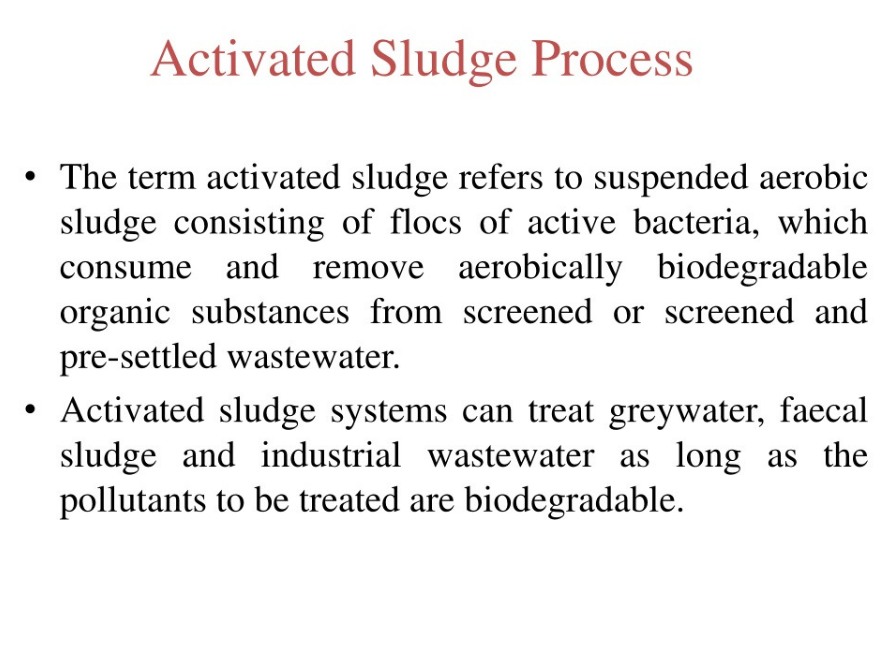 Activated Sludge Process
• The term activated sludge refers to suspended aerobic
sludge consisting of flocs of active bacteria, which
consume and remove aerobically biodegradable
organic substances from screened or screened and
pre-settled wastewater.
• Activated sludge systems can treat greywater, faecal
sludge and industrial wastewater as long as the
pollutants to be treated are biodegradable.